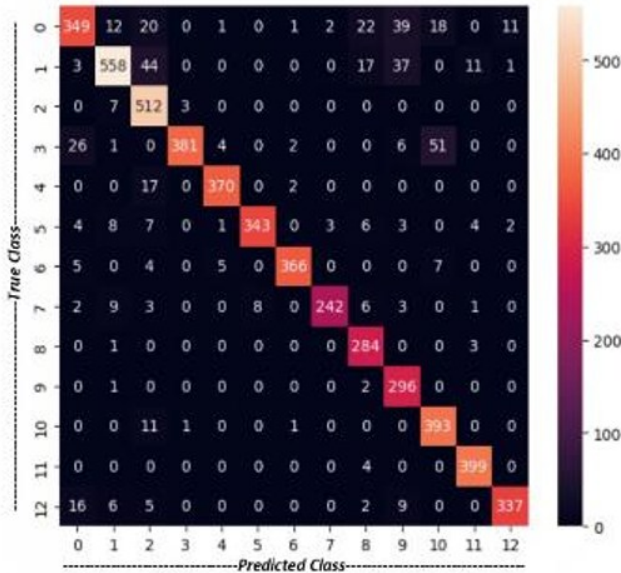 0 349 12 20 0 1 0 1 2 22 39 18 0 11
1 3 558 44 0 0 0 0 0 17 37 0 11 1
2 0 7 512 3 0 0 0 0 0 0 0 0 0
3 26 1 0 381 4 0 2 0 0 6 51 0 0
4 0 0 17 0 370 0 2 0 0 0 0 0 0
5 4 8 7 0 1 343 0 3 6 3 0 4 2
6 5 0 4 0 5 0 366 0 0 0 7 0 0
7 2 9 3 0 0 8 0 242 6 3 0 1 0
8 0 1 0 0 0 0 0 0 284 0 0 3 0
9 0 1 0 0 0 0 0 0 2 296 0 0 0
10 0 0 11 1 0 0 1 0 0 0 393 0 0
11 0 0 0 0 0 0 0 0 4 0 0 399 0
12 16 6 5 0 0 0 0 0 2 9 0 0 337
0 1 2 3 4 5 6 7 8 9 10 11 12
True Class
Predicted Class
500
400
300
200
100
0